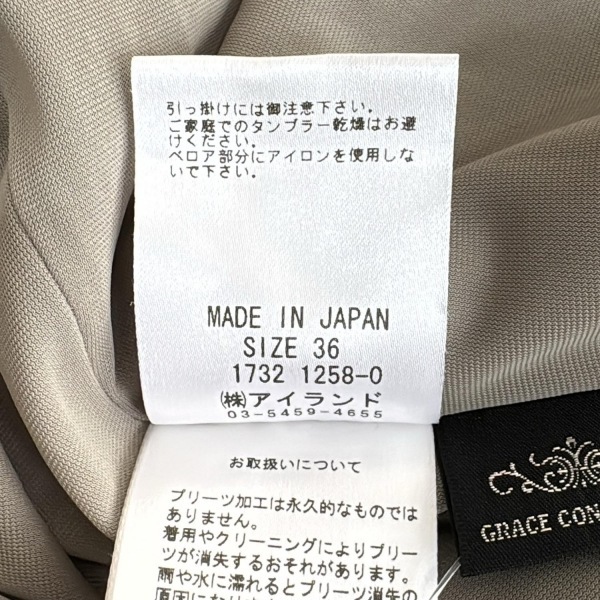 引っ掛けには御注意下さい。
ご家庭でのタンブラー乾燥はお避
けください。
ベロア部分にアイロンを使用しな
いで下さい。
MADE IN JAPAN
SIZE 36
1732 1258-0
(株)アイランド
03-5459-4655
お取扱いについて
プリーツ加工は永久的なものでは
ありません。
着用やクリーニングによりプリー
ツが消失するおそれがあります。
雨や水に濡れるとプリーツ消失の
原因になりま
GRACE CON